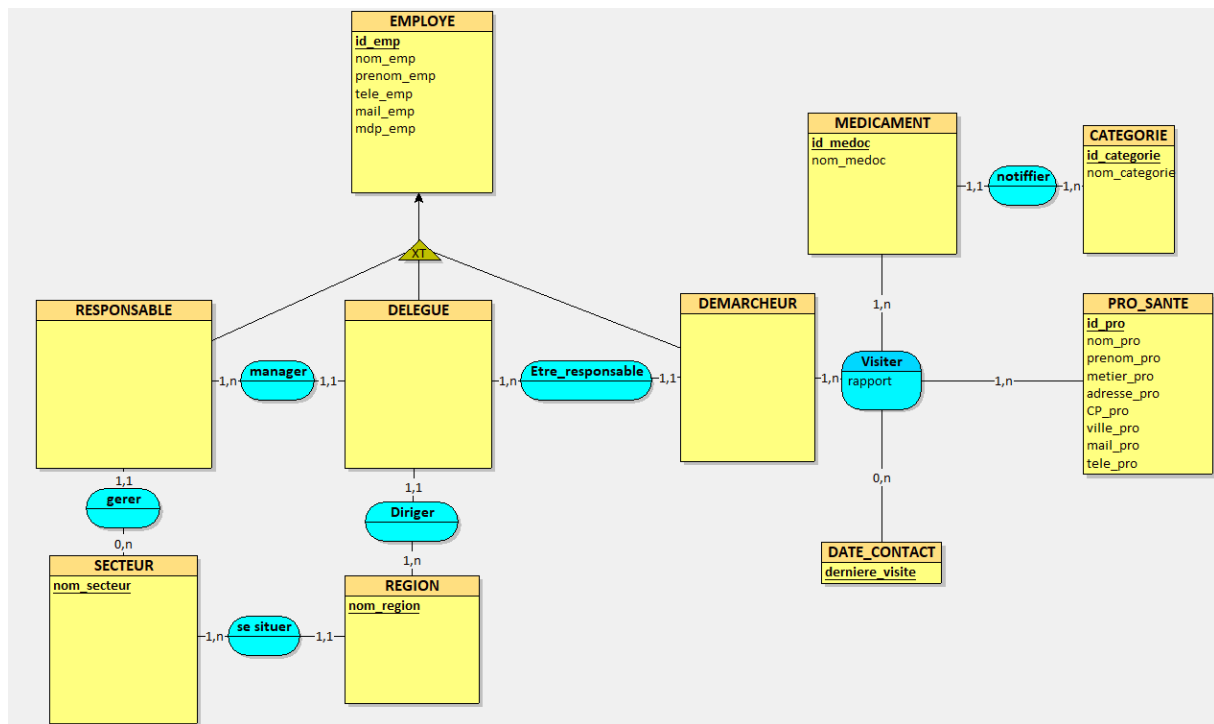 EMPLOYE
id_emp
nom_emp
prenom_emp
tele_emp
mail_emp
mdp_emp
MEDICAMENT
id_medoc
nom_medoc
1,1
notiffier
1,n
CATEGORIE
id_categorie
nom_categorie
XT
RESPONSABLE
1,n
manager
1,1
DELEGUE
1,n
Etre_responsable
1,1
DEMARCHEUR
1,n
1,n
Visiter
rapport
1,n
PRO_SANTE
id_pro
nom_pro
prenom_pro
metier_pro
adresse_pro
CP_pro
ville_pro
mail_pro
tele_pro
1,1
gerer
0,n
1,1
Diriger
1,n
0,n
DATE_CONTACT
derniere_visite
SECTEUR
nom_secteur
1,n
se situer
1,1
REGION
nom_region